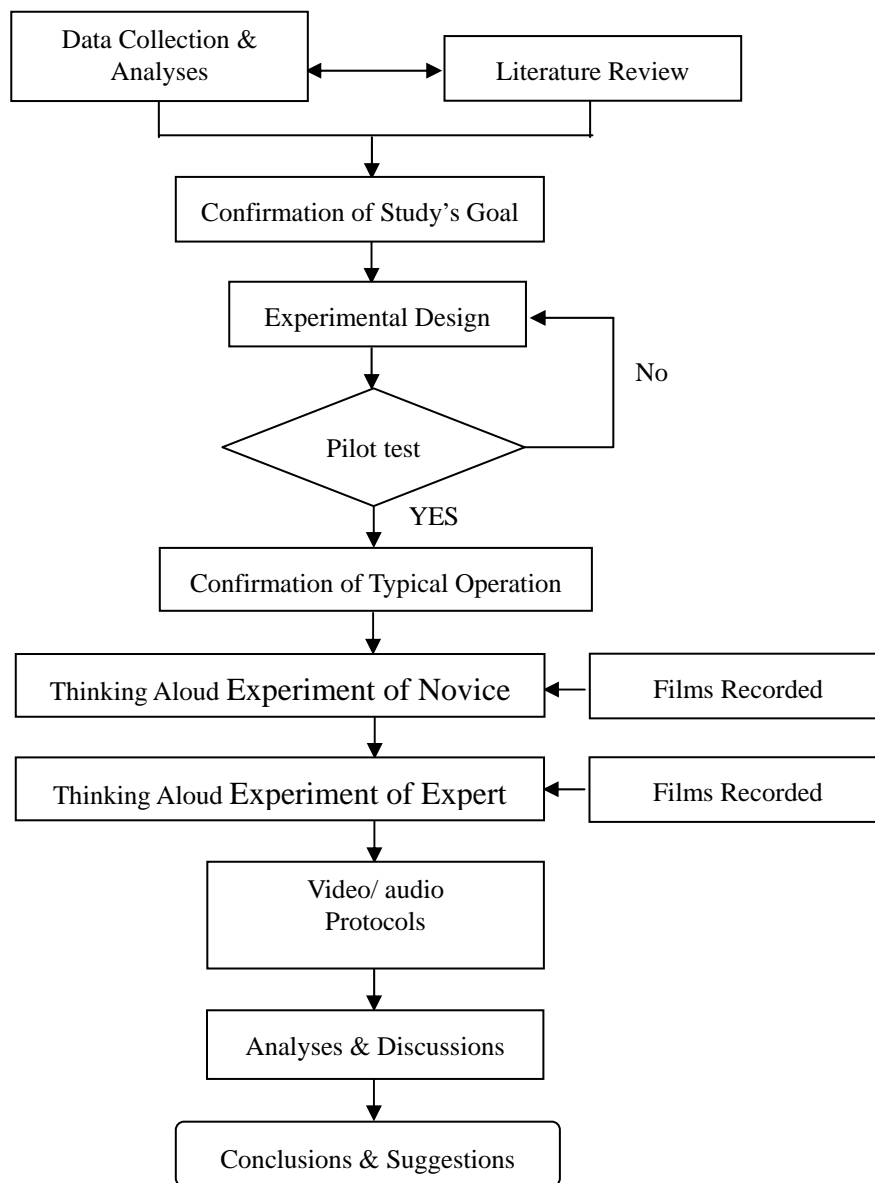 Data Collection &
Analyses
Literature Review
Confirmation of Study’s Goal
Experimental Design
No
Pilot test
YES
Confirmation of Typical Operation
Thinking Aloud Experiment of Novice
Films Recorded
Thinking Aloud Experiment of Expert
Films Recorded
Video/ audio
Protocols
Analyses & Discussions
Conclusions & Suggestions